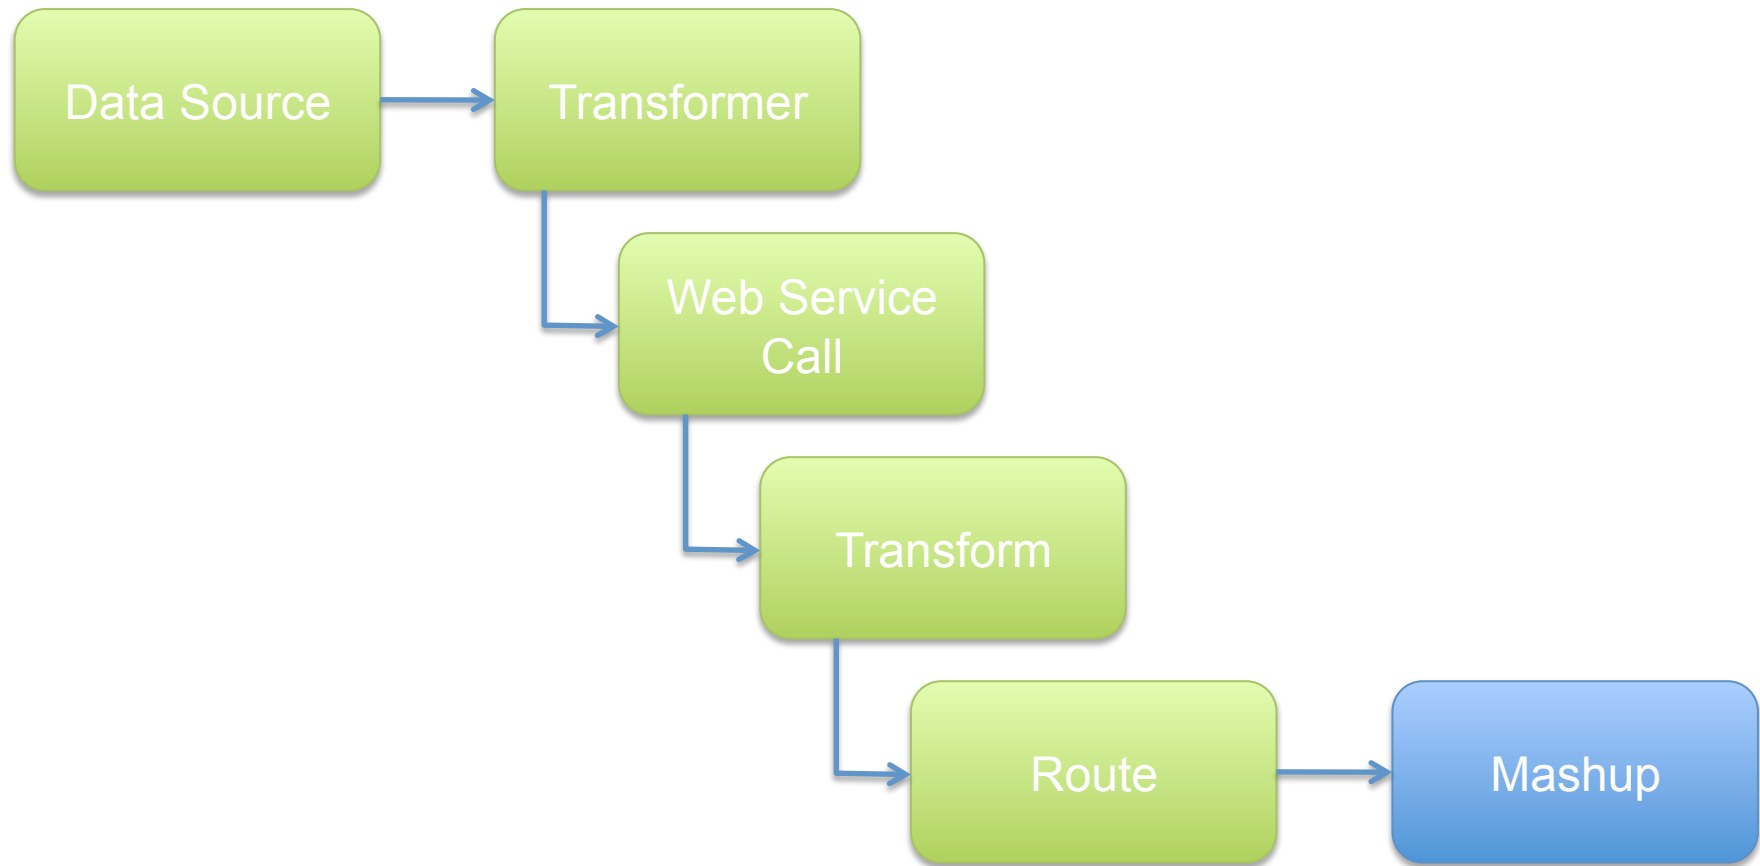 Data Source
Transformer
Web Service
Call
Transform
Route
Mashup